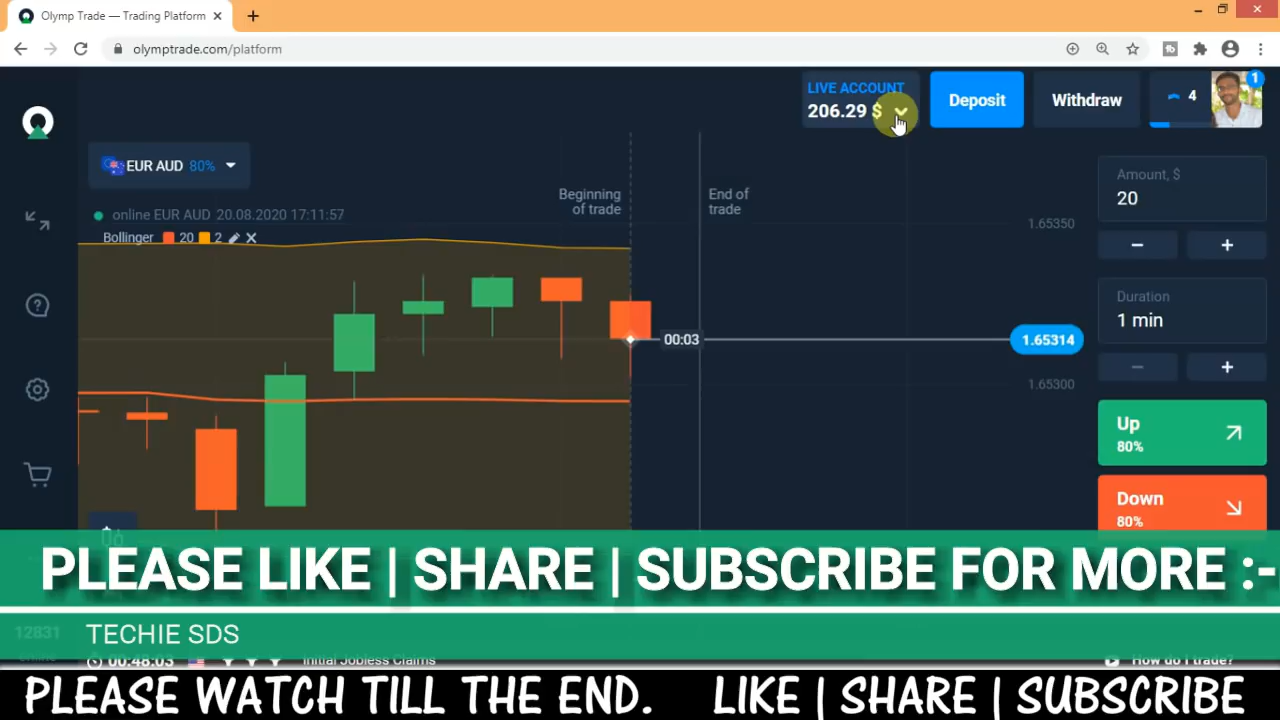 Olymp Trade — Trading Platform
olymptrade.com/platform
LIVE ACCOUNT
206.29 $
Deposit
Withdraw
4
1
EUR AUD 80%
online EUR AUD 20.08.2020 17:11:57
Bollinger 20 2
Beginning
of trade
End of
trade
1.65350
00:03
1.65314
1.65300
Amount, $
20
Duration
1 min
Up
80%
Down
80%
PLEASE LIKE | SHARE | SUBSCRIBE FOR MORE :-
12831
TECHIE SDS
00:48:03 Initial Jobless Claims
How do I trade?
PLEASE WATCH TILL THE END. LIKE | SHARE | SUBSCRIBE